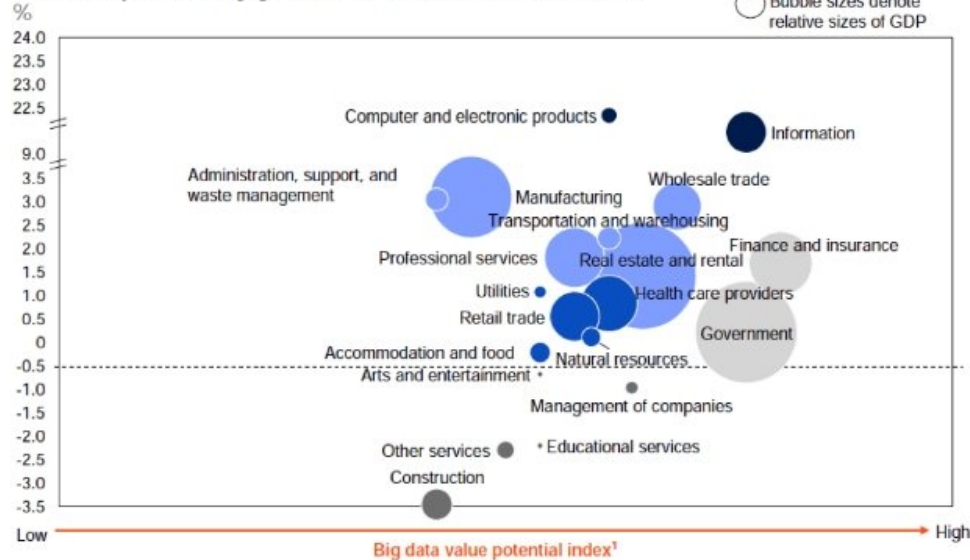 Bubble sizes denote
relative sizes of GDP
%
24.0
23.5
23.0
22.5
9.0
3.5
3.0
2.5
2.0
1.5
1.0
0.5
0
-0.5
-1.0
-1.5
-2.0
-2.5
-3.0
-3.5
Computer and electronic products
Information
Administration, support, and
waste management
Manufacturing
Wholesale trade
Transportation and warehousing
Professional services
Real estate and rental
Finance and insurance
Utilities
Health care providers
Retail trade
Government
Accommodation and food
Natural resources
Arts and entertainment
Management of companies
Other services
Educational services
Construction
Low
High
Big data value potential index¹